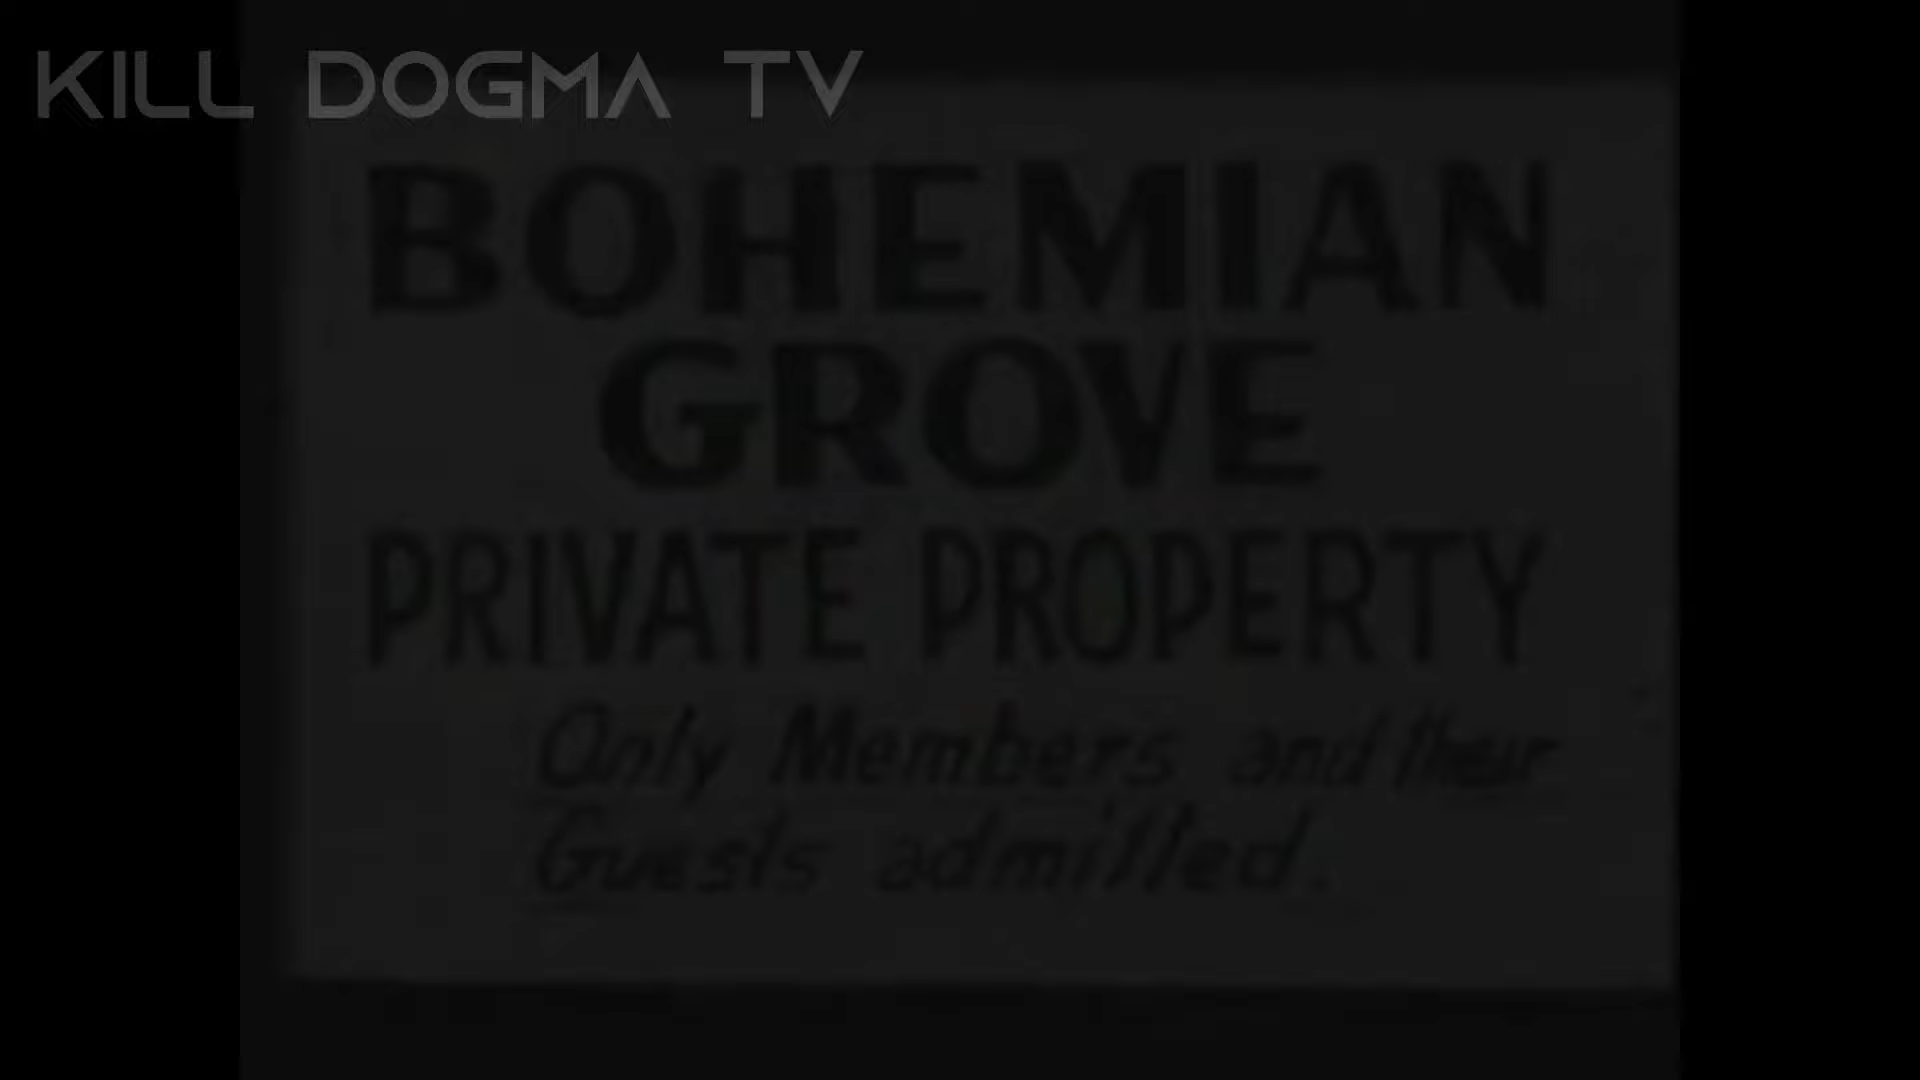 KILL DOGMA TV
BOHEMIAN
GROVE
PRIVATE PROPERTY
Only Members and their
Guests admitted.